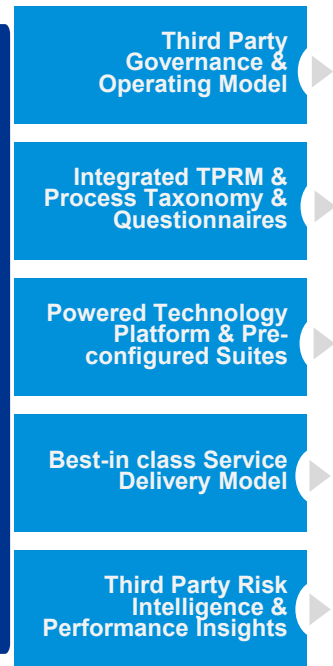 Third Party
Governance &
Operating Model
Integrated TPRM &
Process Taxonomy &
Questionnaires
Powered Technology
Platform & Pre-
configured Suites
Best-in class Service
Delivery Model
Third Party Risk
Intelligence &
Performance Insights